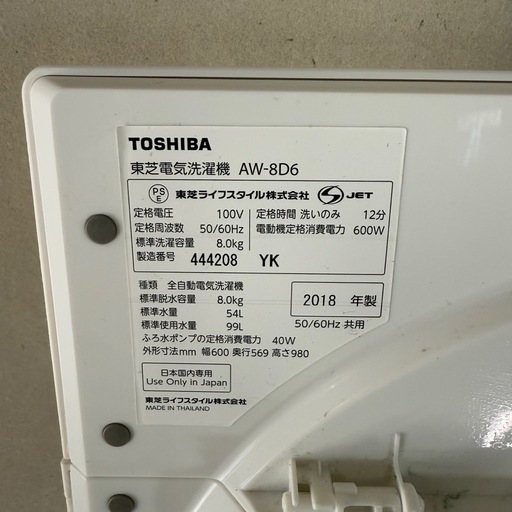 TOSHIBA
東芝電気洗濯機 AW-8D6
PSE 東芝ライフスタイル株式会社 S JET
定格電圧 100V 定格時間 洗いのみ 12分
定格周波数 50/60Hz 電動機定格消費電力 600W
標準洗濯容量 8.0kg
製造番号 444208 YK
種類 全自動電気洗濯機
標準脱水容量 8.0kg 2018 年製
標準水量 54L
標準使用水量 99L 50/60Hz 共用
ふろ水ポンプの定格消費電力 40W
外形寸法mm 幅600 奥行569 高さ980
日本国内専用
Use Only in Japan
東芝ライフスタイル株式会社
MADE IN THAILAND